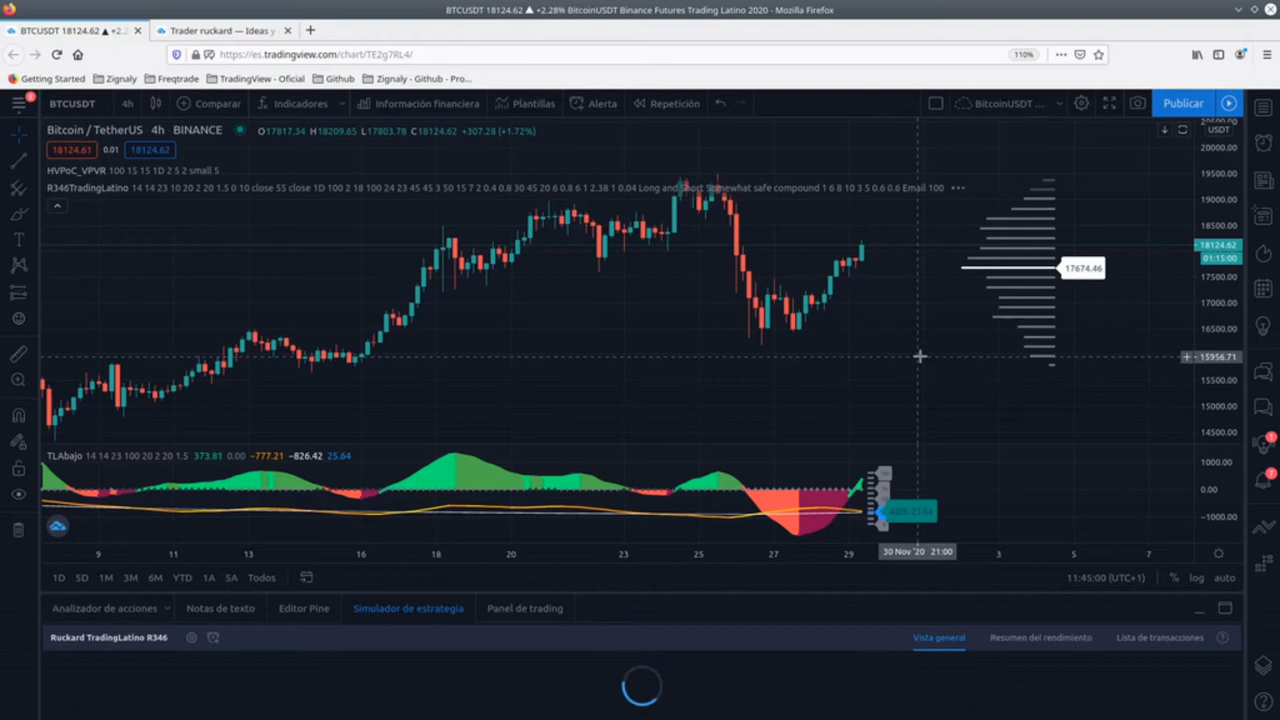 BTCUSDT 18124.62 ▲ +2.28% BitcoinUSDT Binance Futures Trading Latino 2020 - Mozilla Firefox
BTCUSDT 18124.62 ▲ +2.2
Trader ruckard — Ideas y
https://es.tradingview.com/chart/TE2g7RL4/
110%
Getting Started
Zignaly
Freqtrade
TradingView - Oficial
Github
Zignaly - Github - Pro...
BTCUSDT
4h
Comparar
Indicadores
Información financiera
Plantillas
Alerta
Repetición
BitcoinUSDT ...
Publicar
Bitcoin / TetherUS 4h BINANCE
O17817.34 H18209.65 L17803.78 C18124.62 +307.28 (+1.72%)
USDT
18124.61 0.01 18124.62
HVPoC_VPVR 100 15 15 1D 2 5 2 small 5
R346TradingLatino 14 14 23 10 20 2 20 1.5 0 10 close 55 close 1D 100 2 18 100 24 23 45 45 3 50 15 7 2 0.4 0.8 30 45 20 6 0.8 6 1 2.38 1 0.04 Long and Short Somewhat safe compound 1 6 8 10 3 5 0.6 0.6 Email 100
20500.00
20000.00
19500.00
19000.00
18500.00
18124.62
01:15:00
17674.46
17500.00
17000.00
16500.00
15956.71
15500.00
15000.00
14500.00
TLAbajo 14 14 23 100 20 2 20 1.5 373.81 0.00 -777.21 -826.42 25.64
1000.00
0.00
-1000.00
9 11 13 16 18 20 23 25 27 29 30 Nov '20 21:00 3 5 7
1D 5D 1M 3M 6M YTD 1A 5A Todos
11:45:00 (UTC+1)
% log auto
Analizador de acciones
Notas de texto
Editor Pine
Simulador de estrategia
Panel de trading
Ruckard TradingLatino R346
Vista general
Resumen del rendimiento
Lista de transacciones